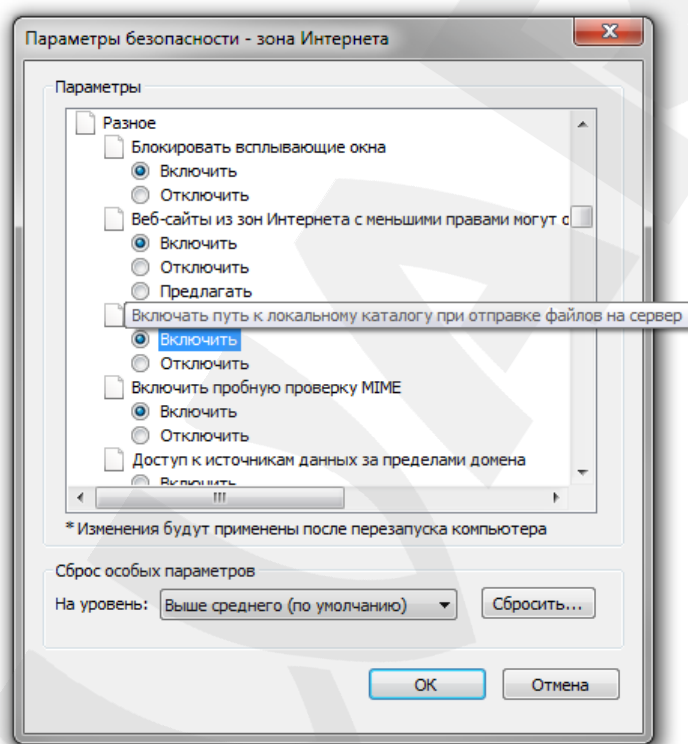 Параметры безопасности - зона Интернета
Параметры
Разное
Блокировать всплывающие окна
Включить
Отключить
Веб-сайты из зон Интернета с меньшими правами могут о
Включить
Отключить
Предлагать
Включать путь к локальному каталогу при отправке файлов на сервер
Включить
Отключить
Включить пробную проверку MIME
Включить
Отключить
Доступ к источникам данных за пределами домена
Включить
* Изменения будут применены после перезапуска компьютера
Сброс особых параметров
На уровень: Выше среднего (по умолчанию) Сбросить...
OK Отмена